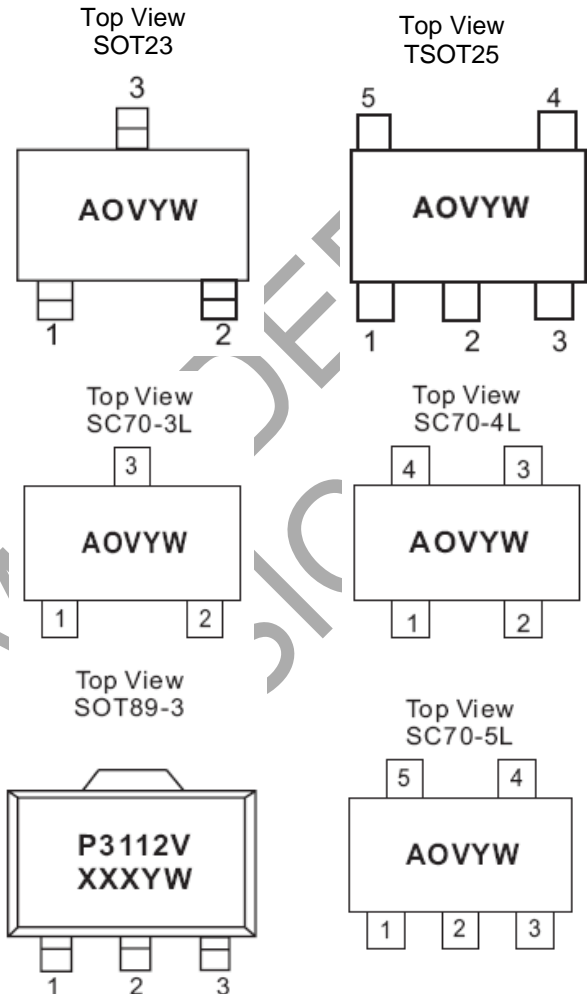 Top View
SOT23
3
AOVYW
1 2
Top View
TSOT25
5 4
AOVYW
1 2 3
Top View
SC70-3L
3
AOVYW
1 2
Top View
SC70-4L
4 3
AOVYW
1 2
Top View
SOT89-3
P3112V
XXXYW
1 2 3
Top View
SC70-5L
5 4
AOVYW
1 2 3